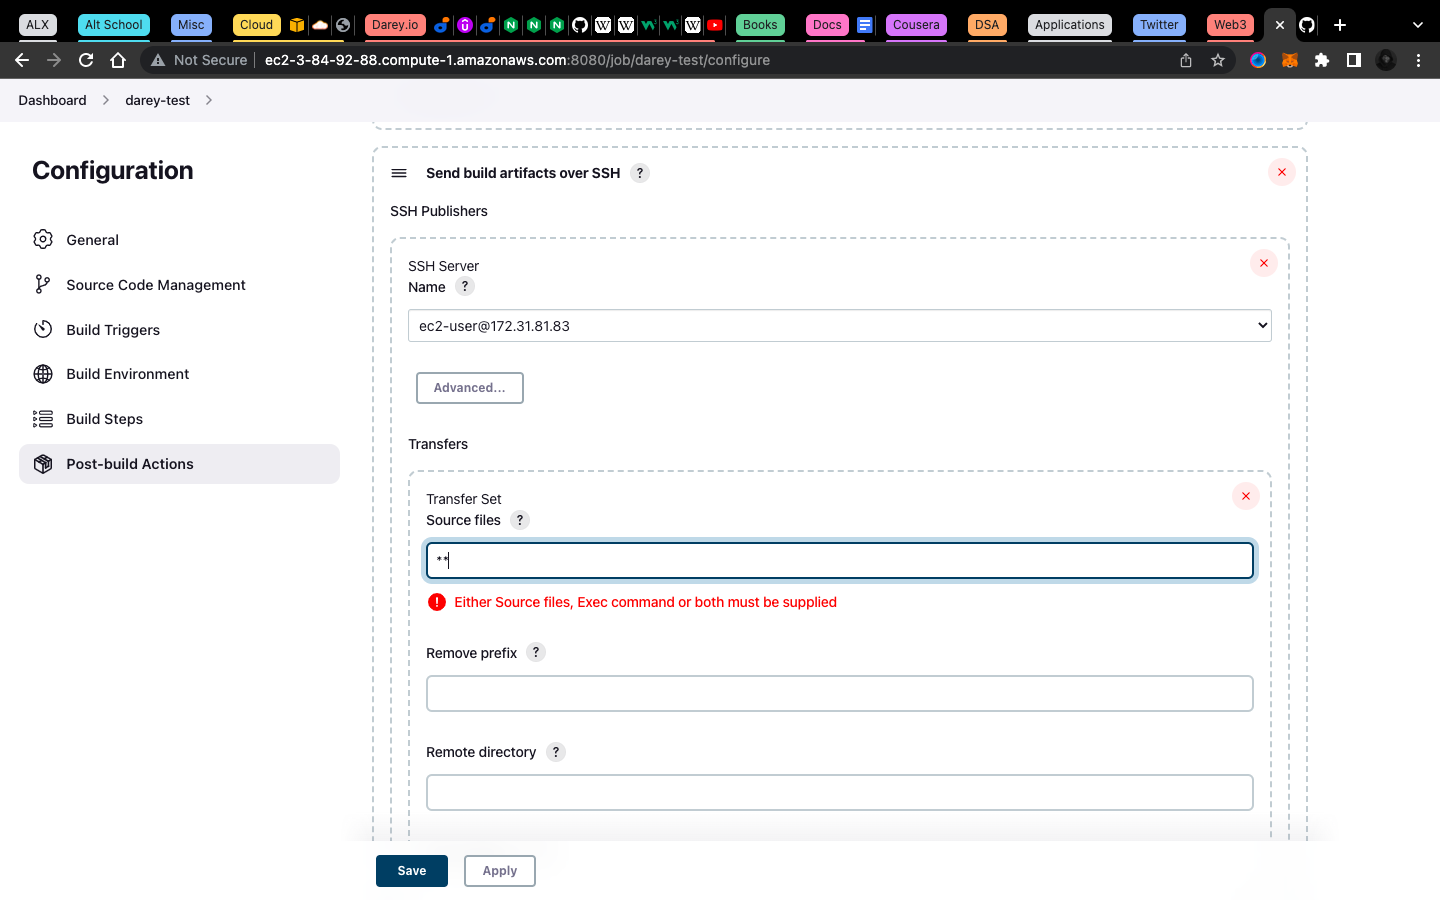 ALX Alt School Misc Cloud Darey.io Books Docs Cousera DSA Applications Twitter Web3
Not Secure ec2-3-84-92-88.compute-1.amazonaws.com:8080/job/darey-test/configure
Dashboard darey-test
Configuration
General
Source Code Management
Build Triggers
Build Environment
Build Steps
Post-build Actions
Send build artifacts over SSH ?
SSH Publishers
SSH Server
Name ?
ec2-user@172.31.81.83
Advanced...
Transfers
Transfer Set
Source files ?
**
Either Source files, Exec command or both must be supplied
Remove prefix ?
Remote directory ?
Save Apply